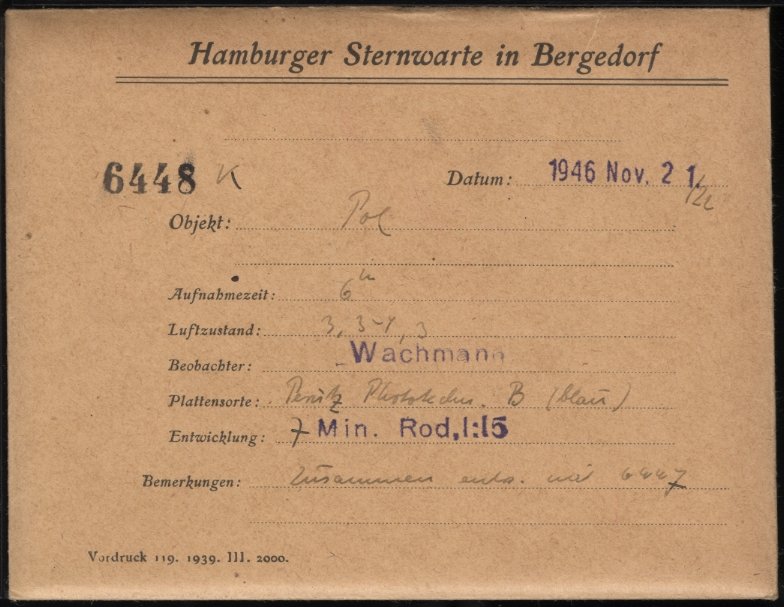 Hamburger Sternwarte in Bergedorf
6448 K
Datum: 1946 Nov. 21./22
Objekt: Pol
Aufnahmezeit: 6h
Luftzustand: 3, 3-4, 3
Beobachter: Wachmann
Plattensorte: Perutz Phototechn. B (blau)
Entwicklung: 7 Min. Rod, 1:15
Bemerkungen: Zusammen entw. mit 6447
Vordruck 119. 1939. III. 2000.